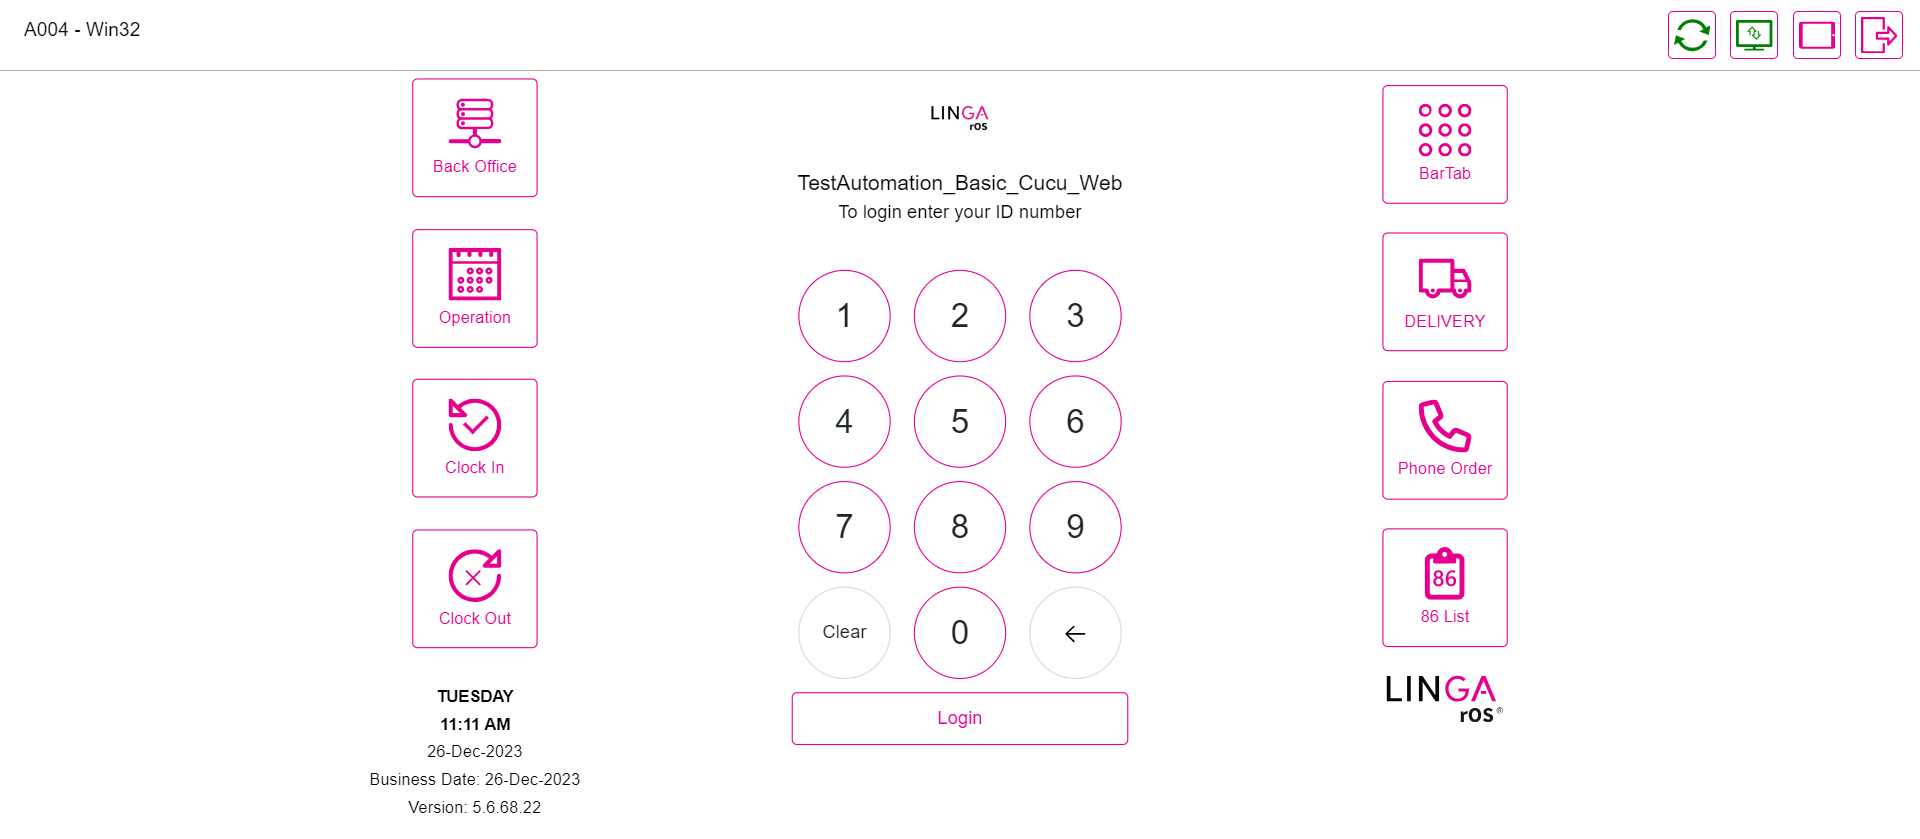 A004 - Win32
Back Office
Operation
Clock In
Clock Out
TUESDAY
11:11 AM
26-Dec-2023
Business Date: 26-Dec-2023
Version: 5.6.68.22
LINGA
rOS
TestAutomation_Basic_Cucu_Web
To login enter your ID number
1 2 3
4 5 6
7 8 9
Clear 0 ←
Login
BarTab
DELIVERY
Phone Order
86
86 List
LINGA
rOS®